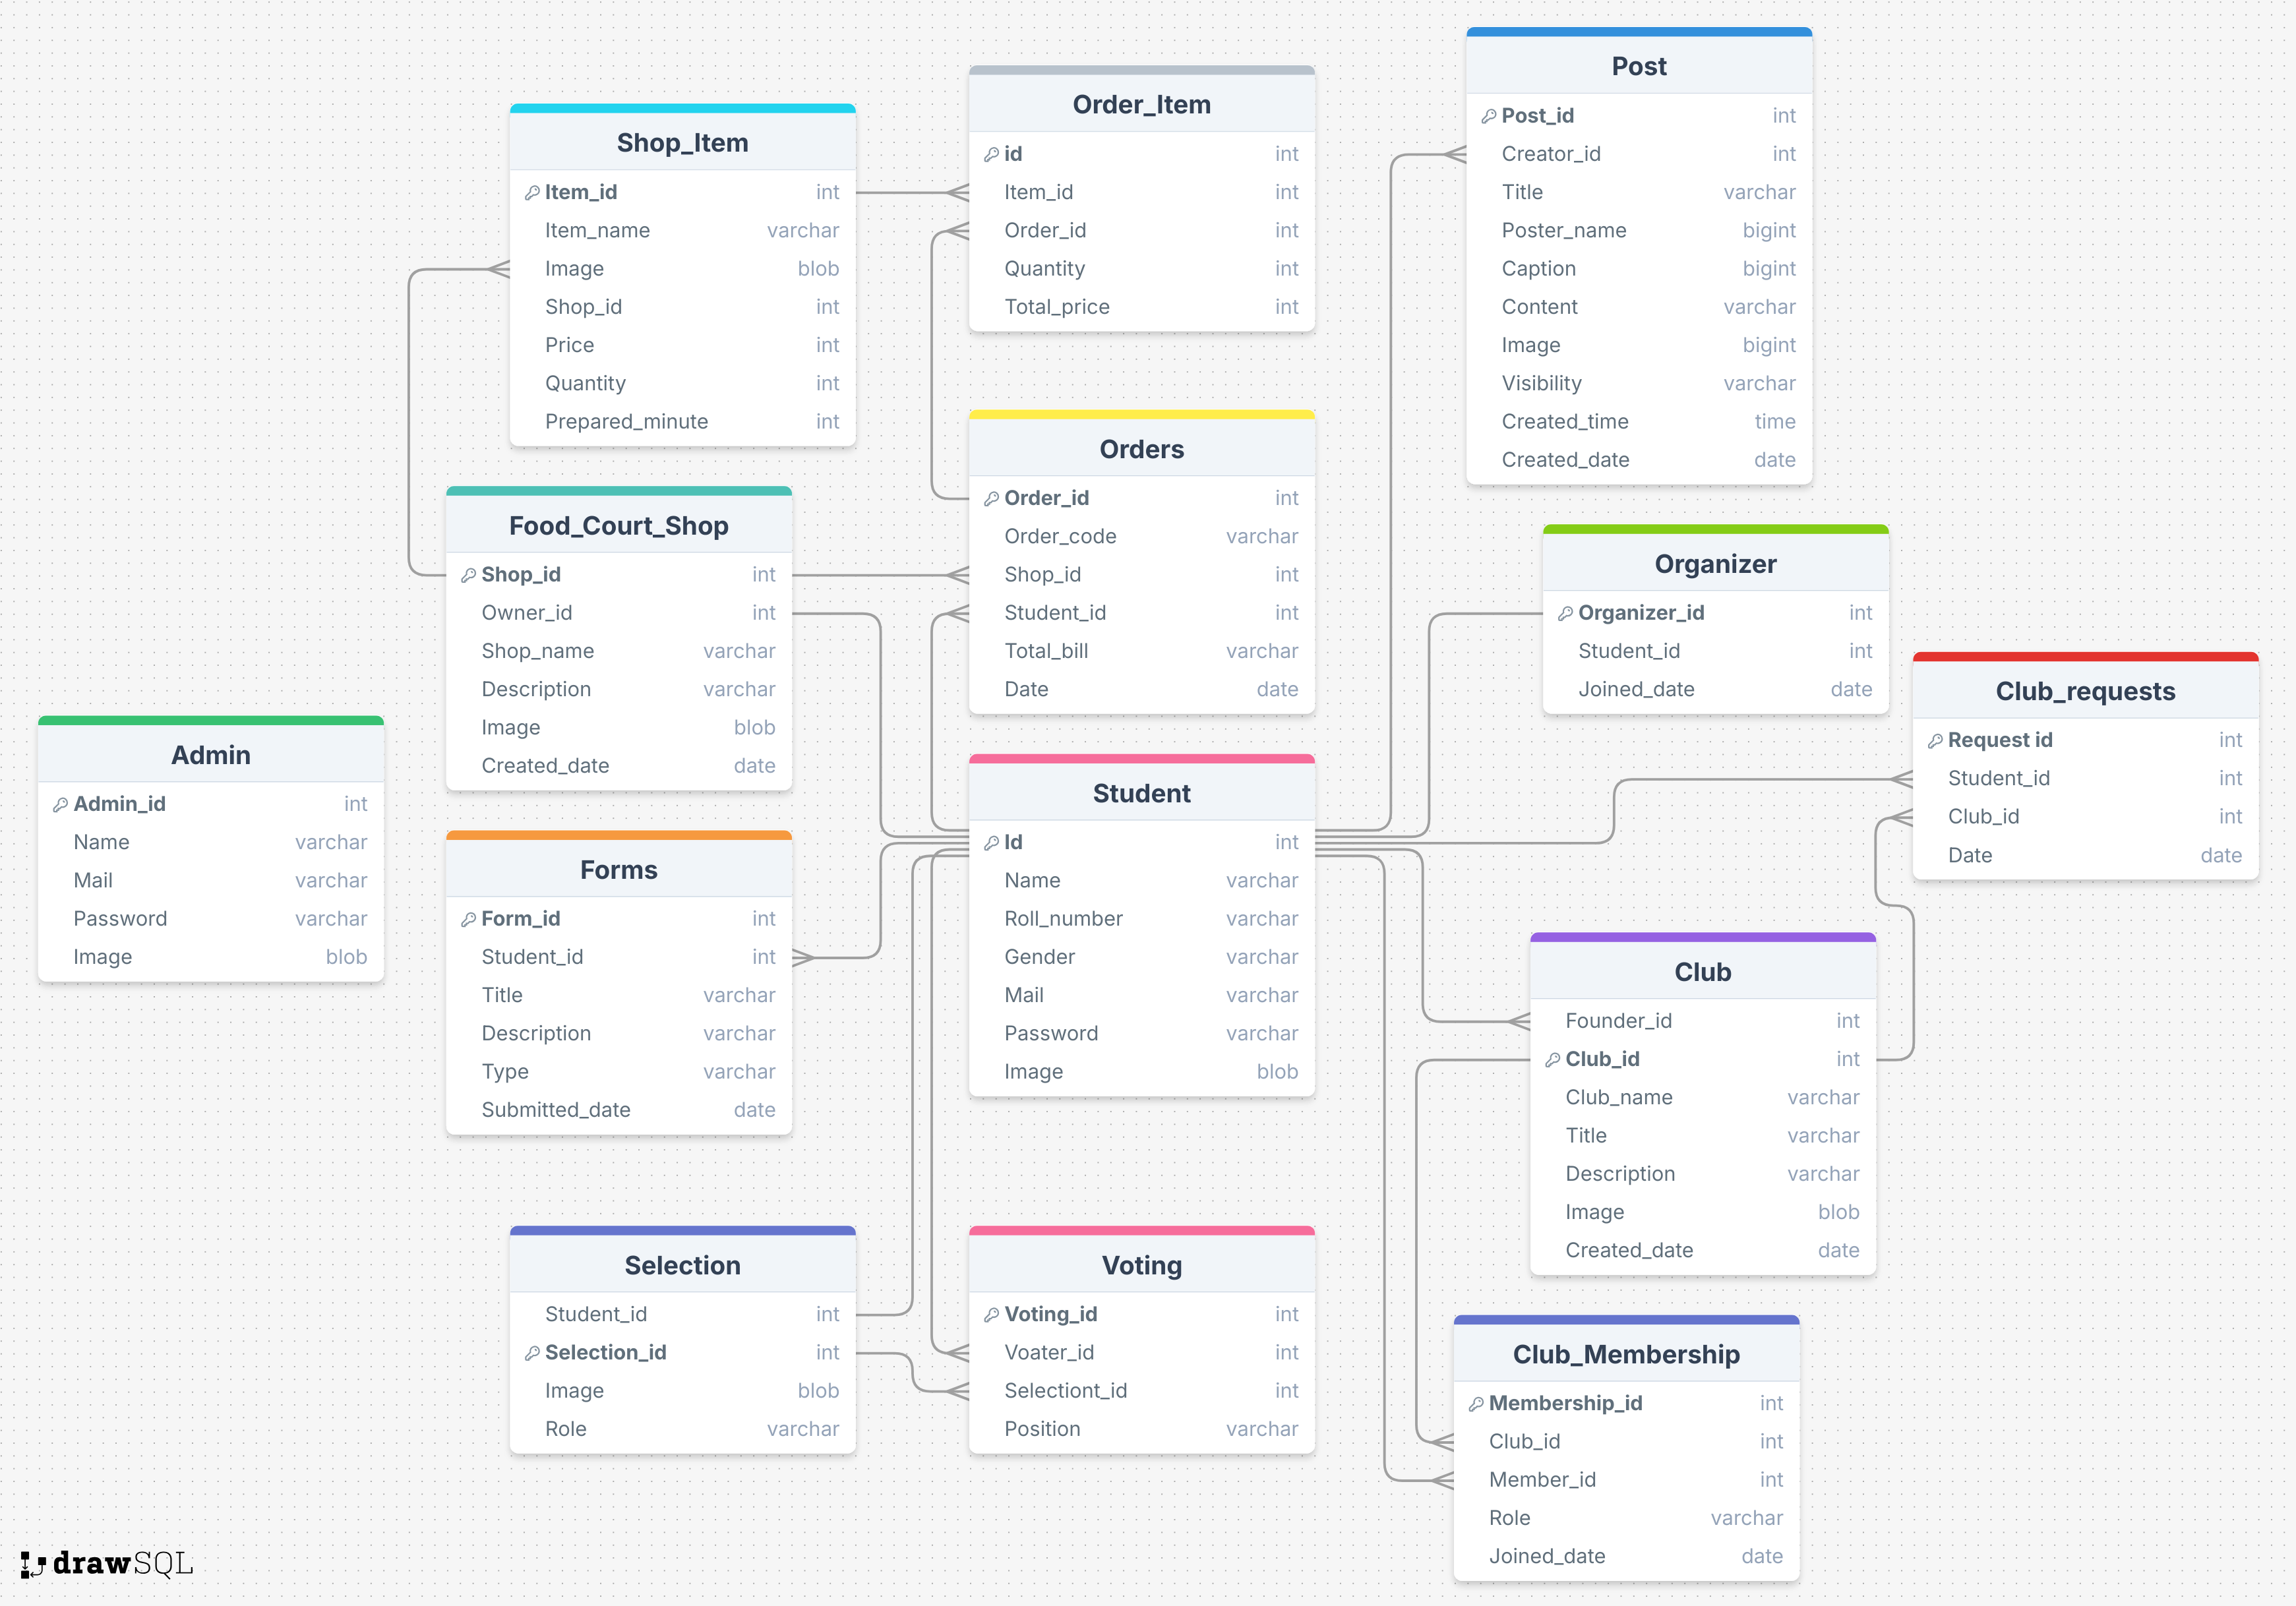 Post
Post_id int
Creator_id int
Title varchar
Poster_name bigint
Caption bigint
Content varchar
Image bigint
Visibility varchar
Created_time time
Created_date date
Order_Item
id int
Item_id int
Order_id int
Quantity int
Total_price int
Shop_Item
Item_id int
Item_name varchar
Image blob
Shop_id int
Price int
Quantity int
Prepared_minute int
Orders
Order_id int
Order_code varchar
Shop_id int
Student_id int
Total_bill varchar
Date date
Food_Court_Shop
Shop_id int
Owner_id int
Shop_name varchar
Description varchar
Image blob
Created_date date
Organizer
Organizer_id int
Student_id int
Joined_date date
Club_requests
Request id int
Student_id int
Club_id int
Date date
Admin
Admin_id int
Name varchar
Mail varchar
Password varchar
Image blob
Student
Id int
Name varchar
Roll_number varchar
Gender varchar
Mail varchar
Password varchar
Image blob
Forms
Form_id int
Student_id int
Title varchar
Description varchar
Type varchar
Submitted_date date
Club
Founder_id int
Club_id int
Club_name varchar
Title varchar
Description varchar
Image blob
Created_date date
Selection
Student_id int
Selection_id int
Image blob
Role varchar
Voting
Voting_id int
Voater_id int
Selectiont_id int
Position varchar
Club_Membership
Membership_id int
Club_id int
Member_id int
Role varchar
Joined_date date
drawSQL